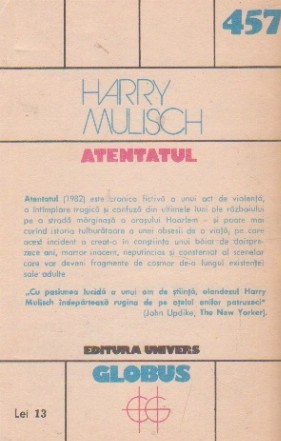 457
HARRY
MULISCH
ATENTATUL
Atentatul (1982) este cronica fictivă a unui act de violență,
o întîmplare tragică și confuză din ultimele luni ale războiului
pe o stradă mărginașă a orașului Haarlem — și poate mai
curînd istoria tulburătoare a unei obsesii de o viață, pe care
acest incident a creat-o în conștiința unui băiat de doispre-
zece ani, martor inocent, neputincios și consternat al scenelor
care vor deveni fragmente de coșmar de-a lungul existenței
sale adulte.
„Cu pasiunea lucidă a unui om de știință, olandezul Harry
Mulisch îndepărtează rugina de pe oțelul anilor patruzeci"
(John Updike, The New Yorker).
EDITURA UNIVERS
GLOBUS
Lei 13